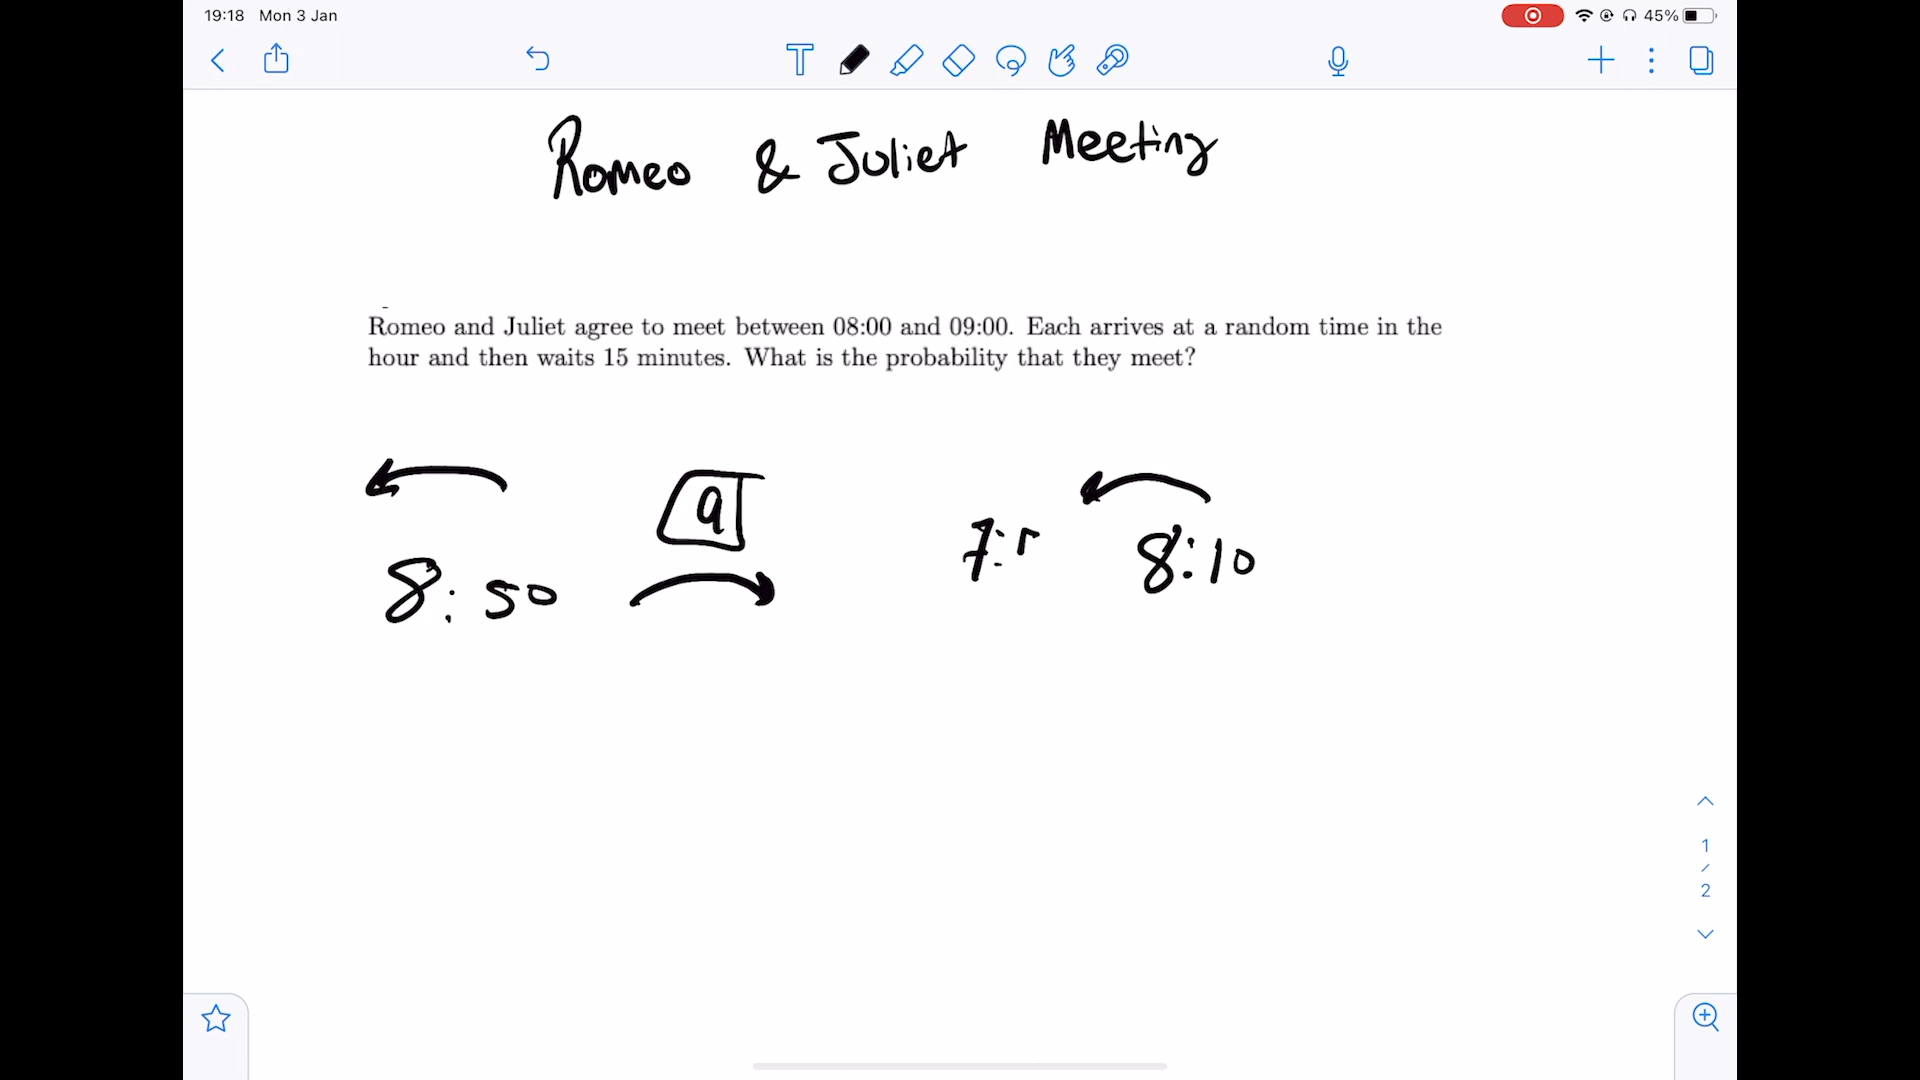 19:18 Mon 3 Jan
45%
Romeo & Juliet Meeting
Romeo and Juliet agree to meet between 08:00 and 09:00. Each arrives at a random time in the
hour and then waits 15 minutes. What is the probability that they meet?
9
8:50
8:10
1
/
2